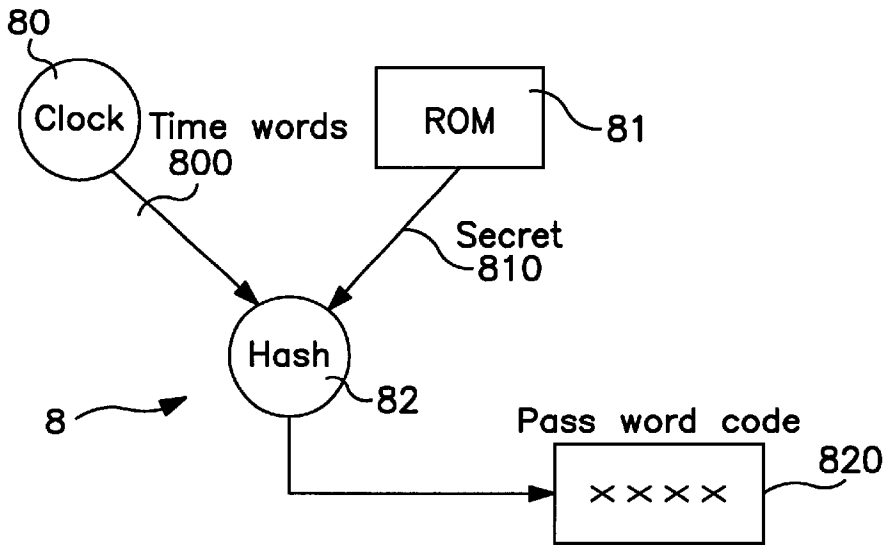 80
Clock
Time words
800
ROM
81
Secret
810
Hash
82
8
Pass word code
820
× × × ×